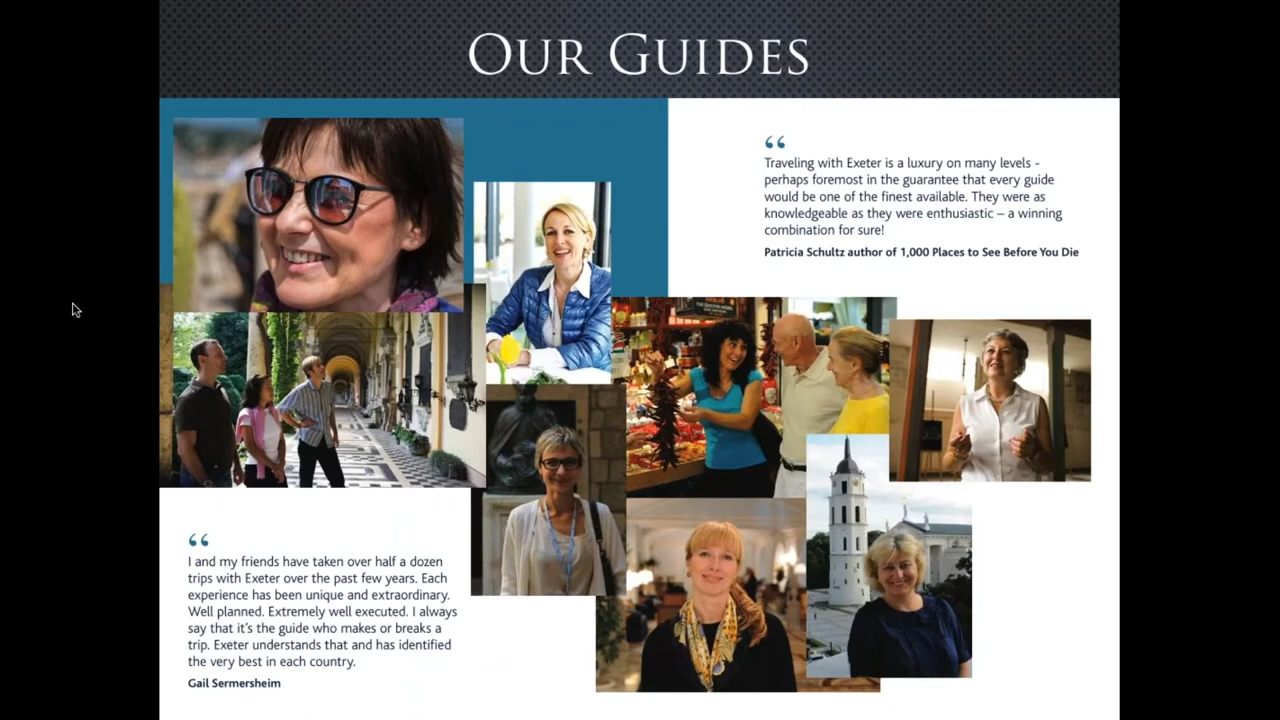 OUR GUIDES
“
Traveling with Exeter is a luxury on many levels -
perhaps foremost in the guarantee that every guide
would be one of the finest available. They were as
knowledgeable as they were enthusiastic – a winning
combination for sure!
Patricia Schultz author of 1,000 Places to See Before You Die
“
I and my friends have taken over half a dozen
trips with Exeter over the past few years. Each
experience has been unique and extraordinary.
Well planned. Extremely well executed. I always
say that it’s the guide who makes or breaks a
trip. Exeter understands that and has identified
the very best in each country.
Gail Sermersheim